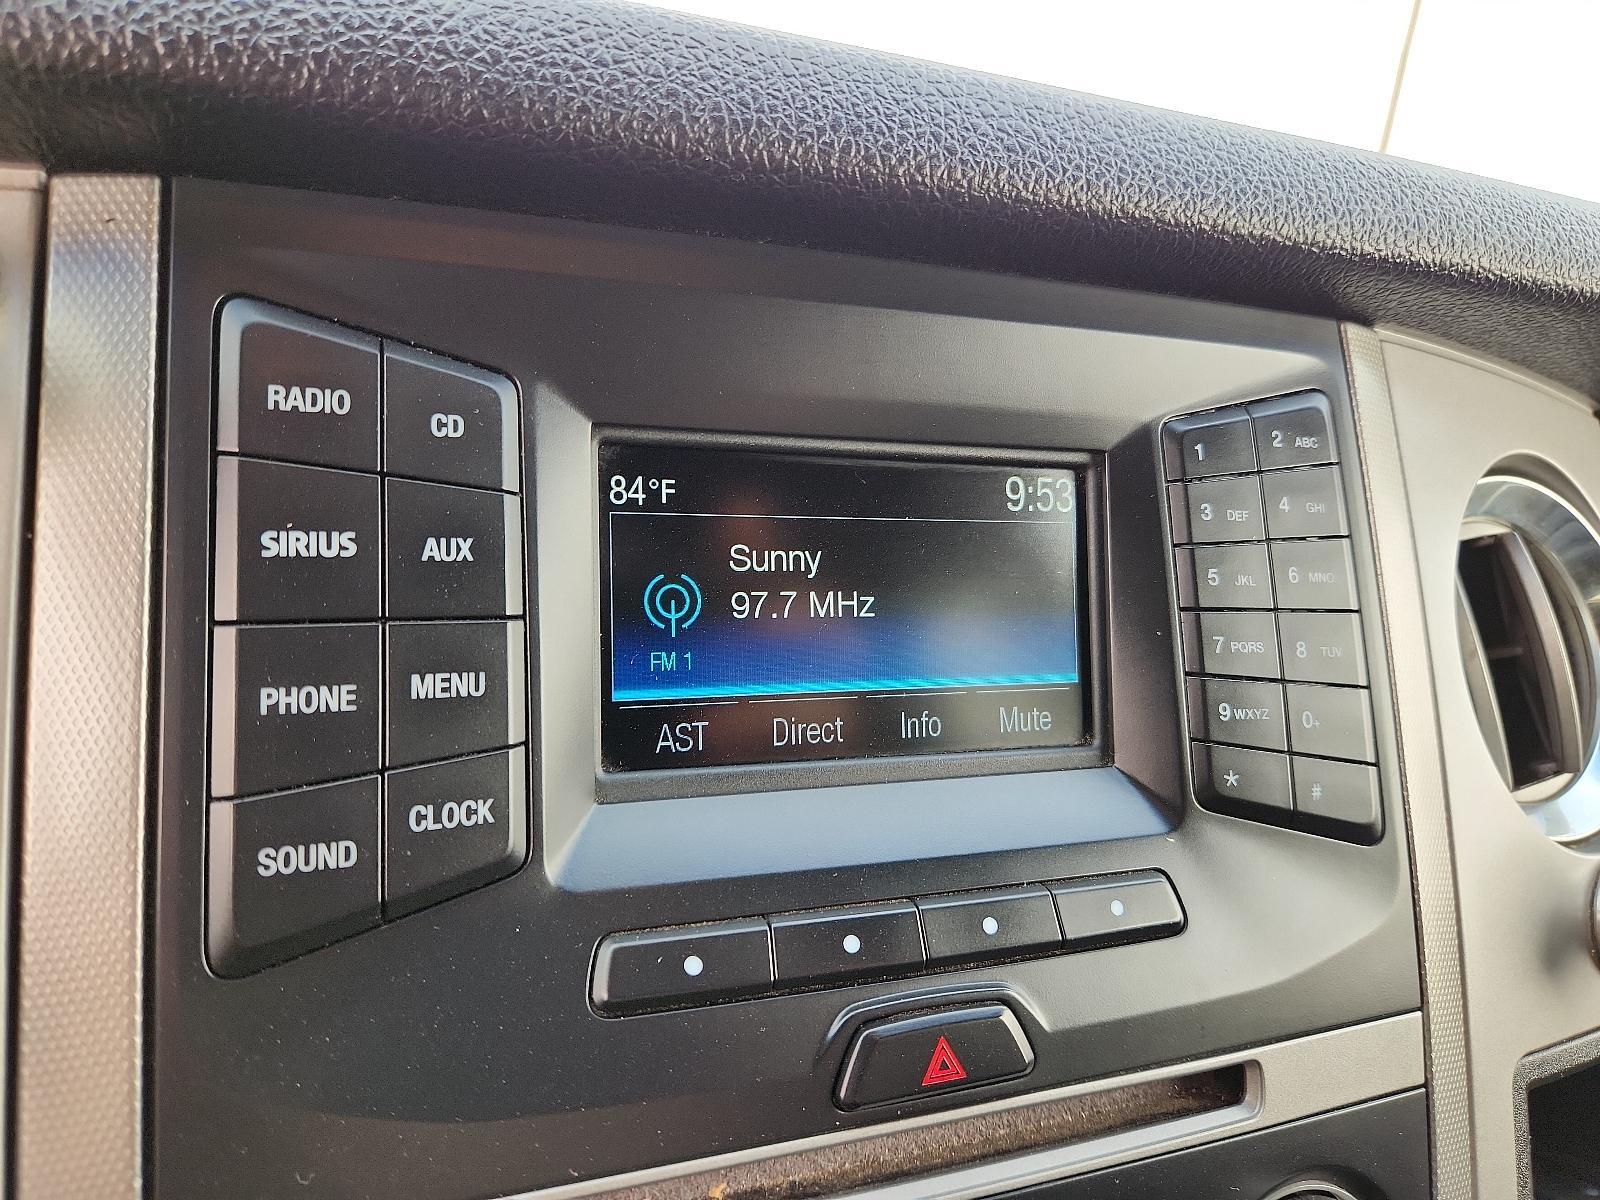 RADIO
CD
SIRIUS
AUX
PHONE
MENU
SOUND
CLOCK
84°F
9:53
Sunny
97.7 MHz
FM 1
AST Direct Info Mute
1
2 ABC
3 DEF
4 GHI
5 JKL
6 MNO
7 PQRS
8 TUV
9 WXYZ
0+
*
#